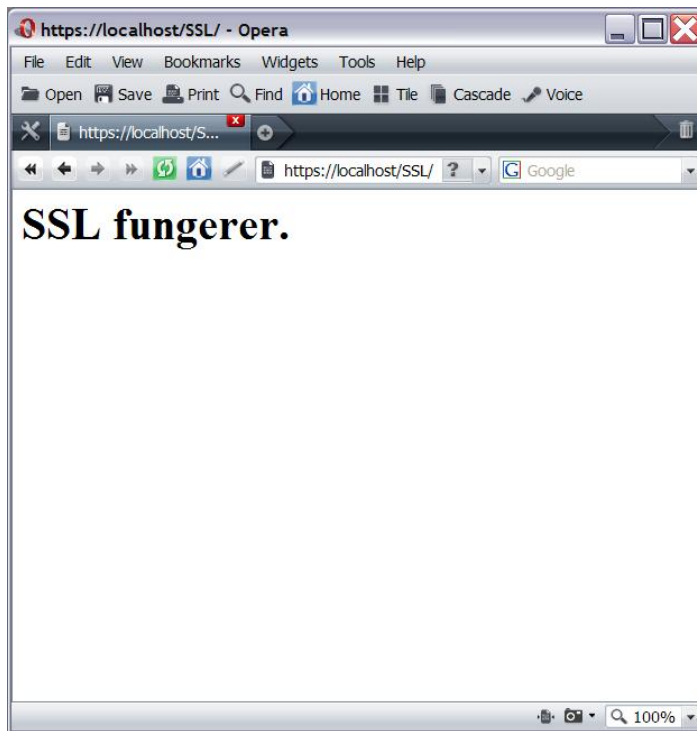 https://localhost/SSL/ - Opera
File Edit View Bookmarks Widgets Tools Help
Open Save Print Find Home Tile Cascade Voice
https://localhost/S...
https://localhost/SSL/ ? G Google
SSL fungerer.
100%